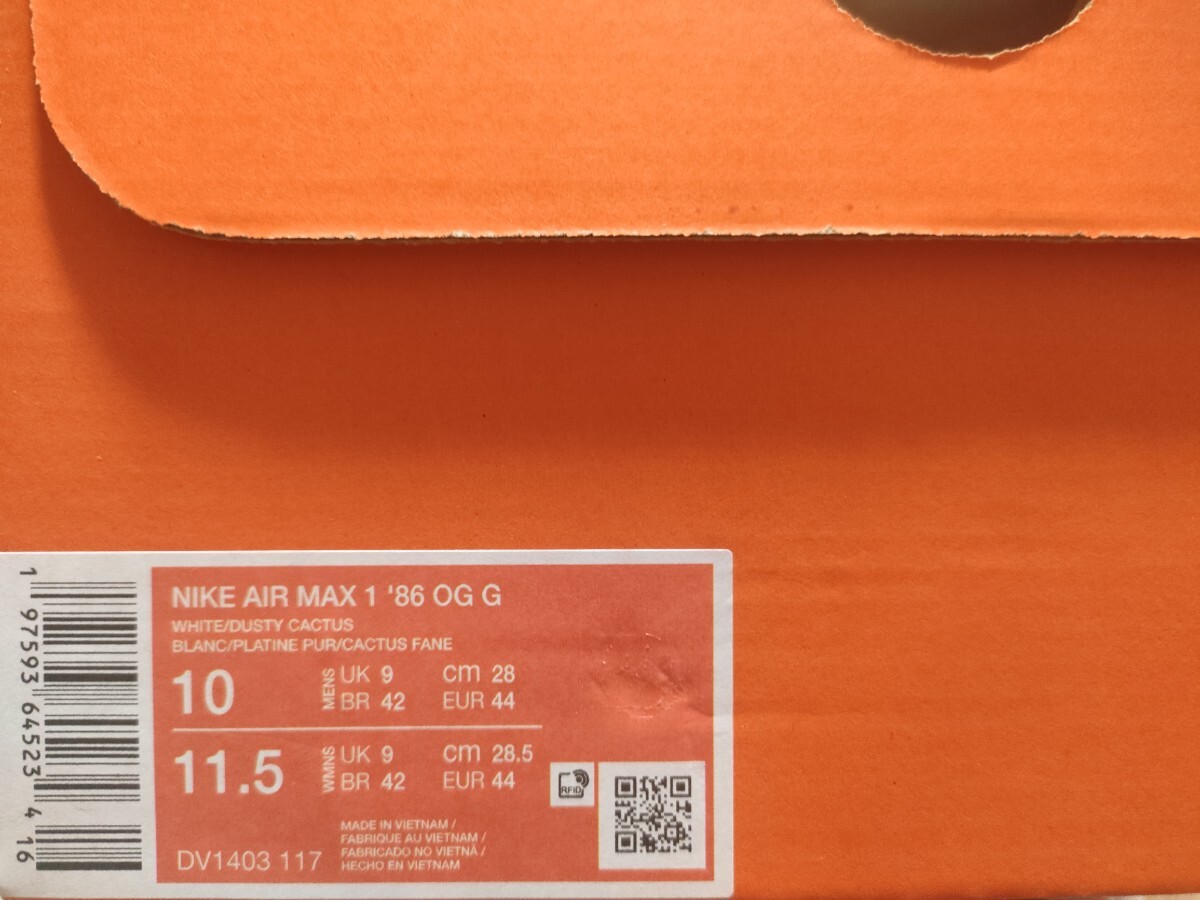 NIKE AIR MAX 1 '86 OG G
WHITE/DUSTY CACTUS
BLANC/PLATINE PUR/CACTUS FANE
10 MENS UK 9 cm 28
BR 42 EUR 44
11.5 WMNS UK 9 cm 28.5
BR 42 EUR 44
RFID
MADE IN VIETNAM /
FABRIQUE AU VIETNAM /
FABRICADO NO VIETNÃ /
HECHO EN VIETNAM
DV1403 117
1 97593 64523 4 16